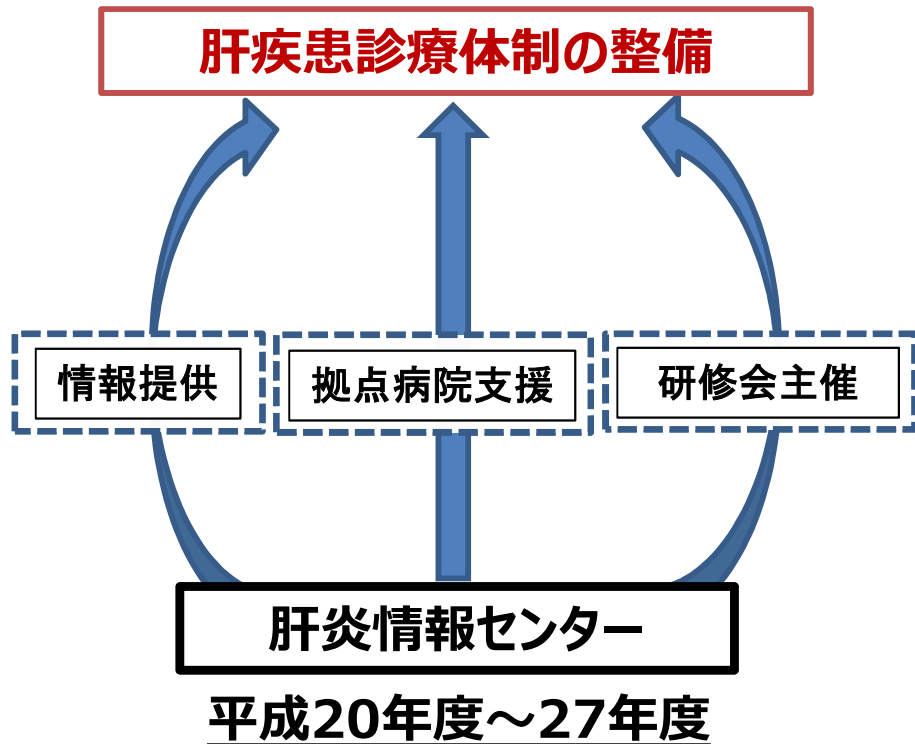 肝疾患診療体制の整備
情報提供
拠点病院支援
研修会主催
肝炎情報センター
平成20年度～27年度